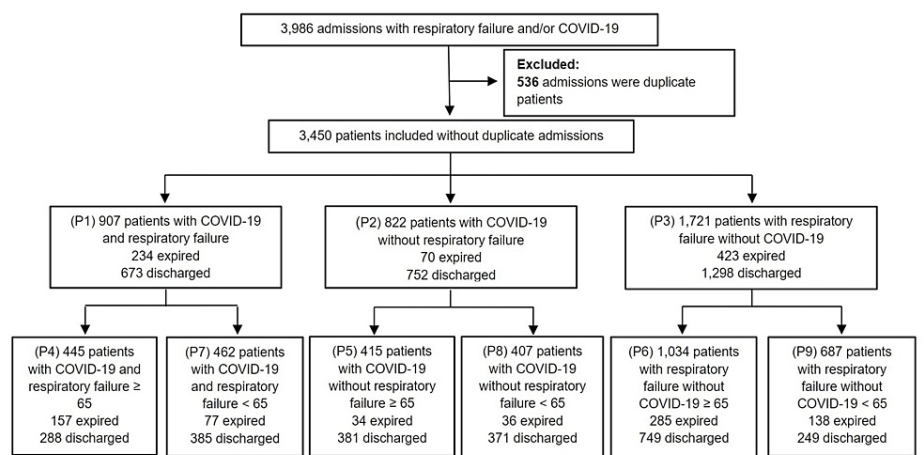 3,986 admissions with respiratory failure and/or COVID-19
Excluded:
536 admissions were duplicate
patients
3,450 patients included without duplicate admissions
(P1) 907 patients with COVID-19
and respiratory failure
234 expired
673 discharged
(P2) 822 patients with COVID-19
without respiratory failure
70 expired
752 discharged
(P3) 1,721 patients with respiratory
failure without COVID-19
423 expired
1,298 discharged
(P4) 445 patients
with COVID-19 and
respiratory failure ≥
65
157 expired
288 discharged
(P7) 462 patients
with COVID-19
and respiratory
failure < 65
77 expired
385 discharged
(P5) 415 patients
with COVID-19
without respiratory
failure ≥ 65
34 expired
381 discharged
(P8) 407 patients
with COVID-19
without respiratory
failure < 65
36 expired
371 discharged
(P6) 1,034 patients
with respiratory
failure without
COVID-19 ≥ 65
285 expired
749 discharged
(P9) 687 patients
with respiratory
failure without
COVID-19 < 65
138 expired
249 discharged